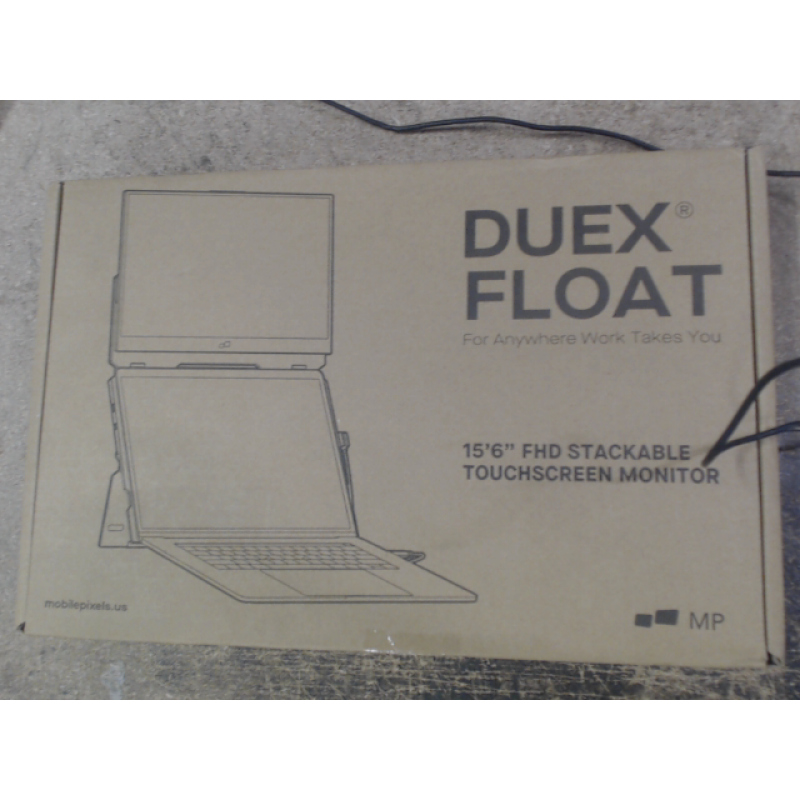 DUEX®
FLOAT
For Anywhere Work Takes You
15'6" FHD STACKABLE
TOUCHSCREEN MONITOR
mobilepixels.us
MP